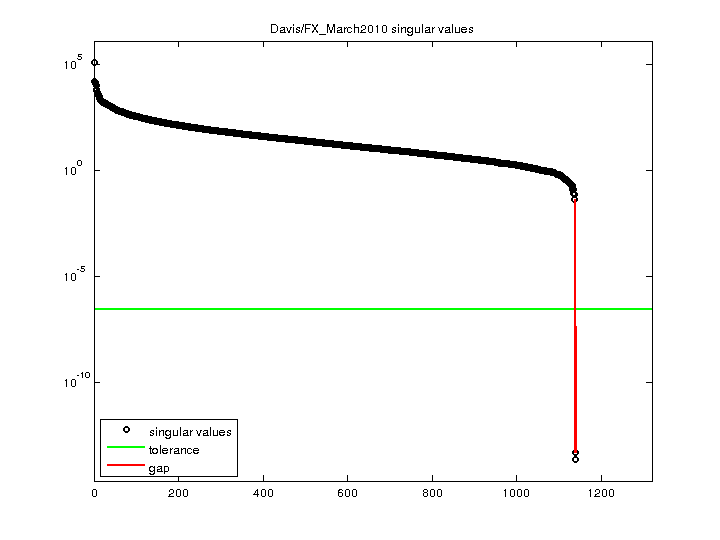 Davis/FX_March2010 singular values
10^5
10^0
10^-5
10^-10
singular values
tolerance
gap
0 200 400 600 800 1000 1200